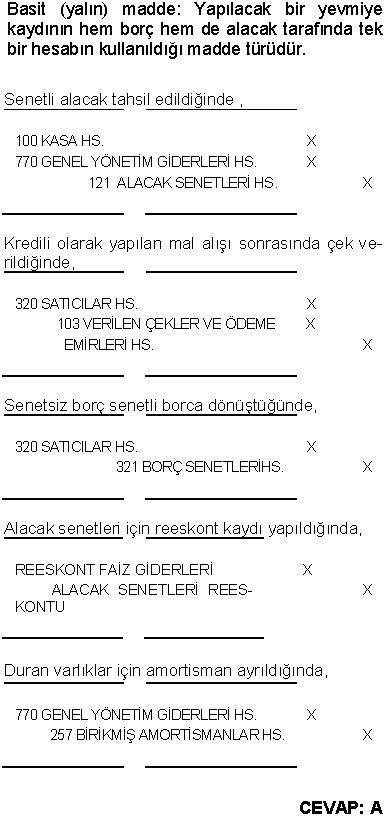 Basit (yalın) madde: Yapılacak bir yevmiye
kaydının hem borç hem de alacak tarafında tek
bir hesabın kullanıldığı madde türüdür.
Senetli alacak tahsil edildiğinde ,
100 KASA HS. X
770 GENEL YÖNETİM GİDERLERİ HS. X
121 ALACAK SENETLERİ HS. X
Kredili olarak yapılan mal alışı sonrasında çek ve-
rildiğinde,
320 SATICILAR HS. X
103 VERİLEN ÇEKLER VE ÖDEME X
EMİRLERİ HS. X
Senetsiz borç senetli borca dönüştüğünde,
320 SATICILAR HS. X
321 BORÇ SENETLERİHS. X
Alacak senetleri için reeskont kaydı yapıldığında,
REESKONT FAİZ GİDERLERİ X
ALACAK SENETLERİ REES- X
KONTU
Duran varlıklar için amortisman ayrıldığında,
770 GENEL YÖNETİM GİDERLERİ HS. X
257 BİRİKMİŞ AMORTİSMANLAR HS. X
CEVAP: A